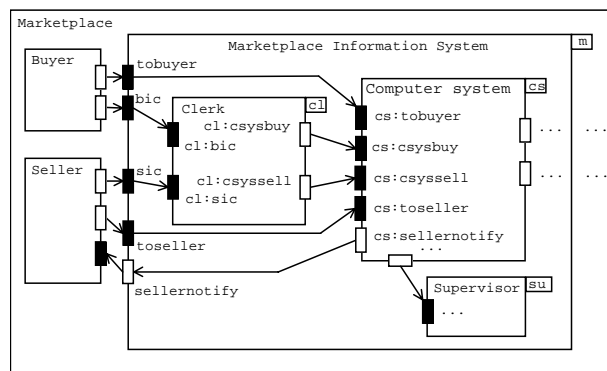 Marketplace
Marketplace Information System
m
Buyer
tobuyer
bic
Computer system
cs
Clerk
cl
cl:csysbuy
cl:bic
cs:tobuyer
... ...
cs:csysbuy
Seller
sic
cl:csyssell
cl:sic
cs:csyssell
... ...
cs:toseller
toseller
cs:sellernotify
...
sellernotify
Supervisor
su
...